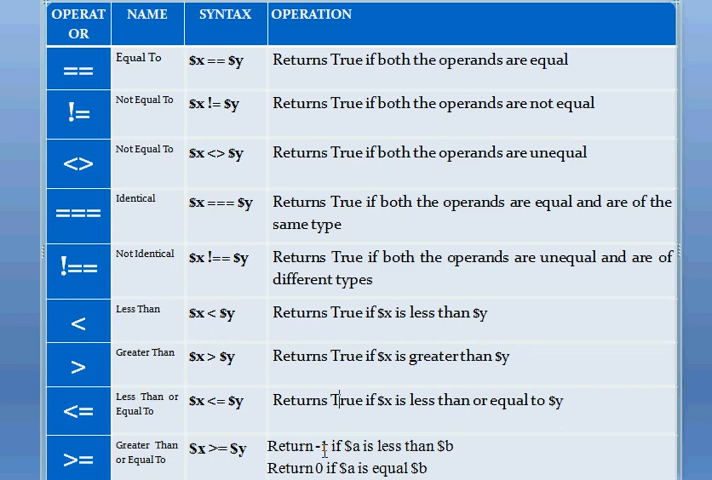 OPERAT
OR
NAME
SYNTAX
OPERATION
==
Equal To
$x == $y
Returns True if both the operands are equal
!=
Not Equal To
$x != $y
Returns True if both the operands are not equal
<>
Not Equal To
$x <> $y
Returns True if both the operands are unequal
===
Identical
$x === $y
Returns True if both the operands are equal and are of the
same type
!==
Not Identical
$x !== $y
Returns True if both the operands are unequal and are of
different types
<
Less Than
$x < $y
Returns True if $x is less than $y
>
Greater Than
$x > $y
Returns True if $x is greater than $y
<=
Less Than or
Equal To
$x <= $y
Returns True if $x is less than or equal to $y
>=
Greater Than
or Equal To
$x >= $y
Return -1 if $a is less than $b
Return 0 if $a is equal $b